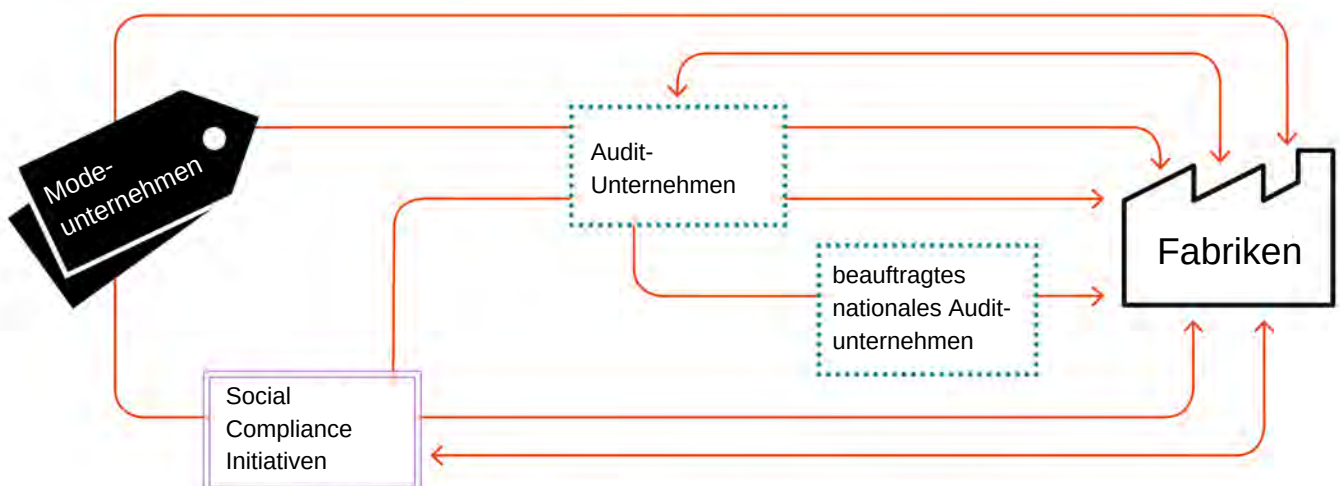 Mode-
unternehmen
Audit-
Unternehmen
beauftragtes
nationales Audit-
unternehmen
Fabriken
Social
Compliance
Initiativen